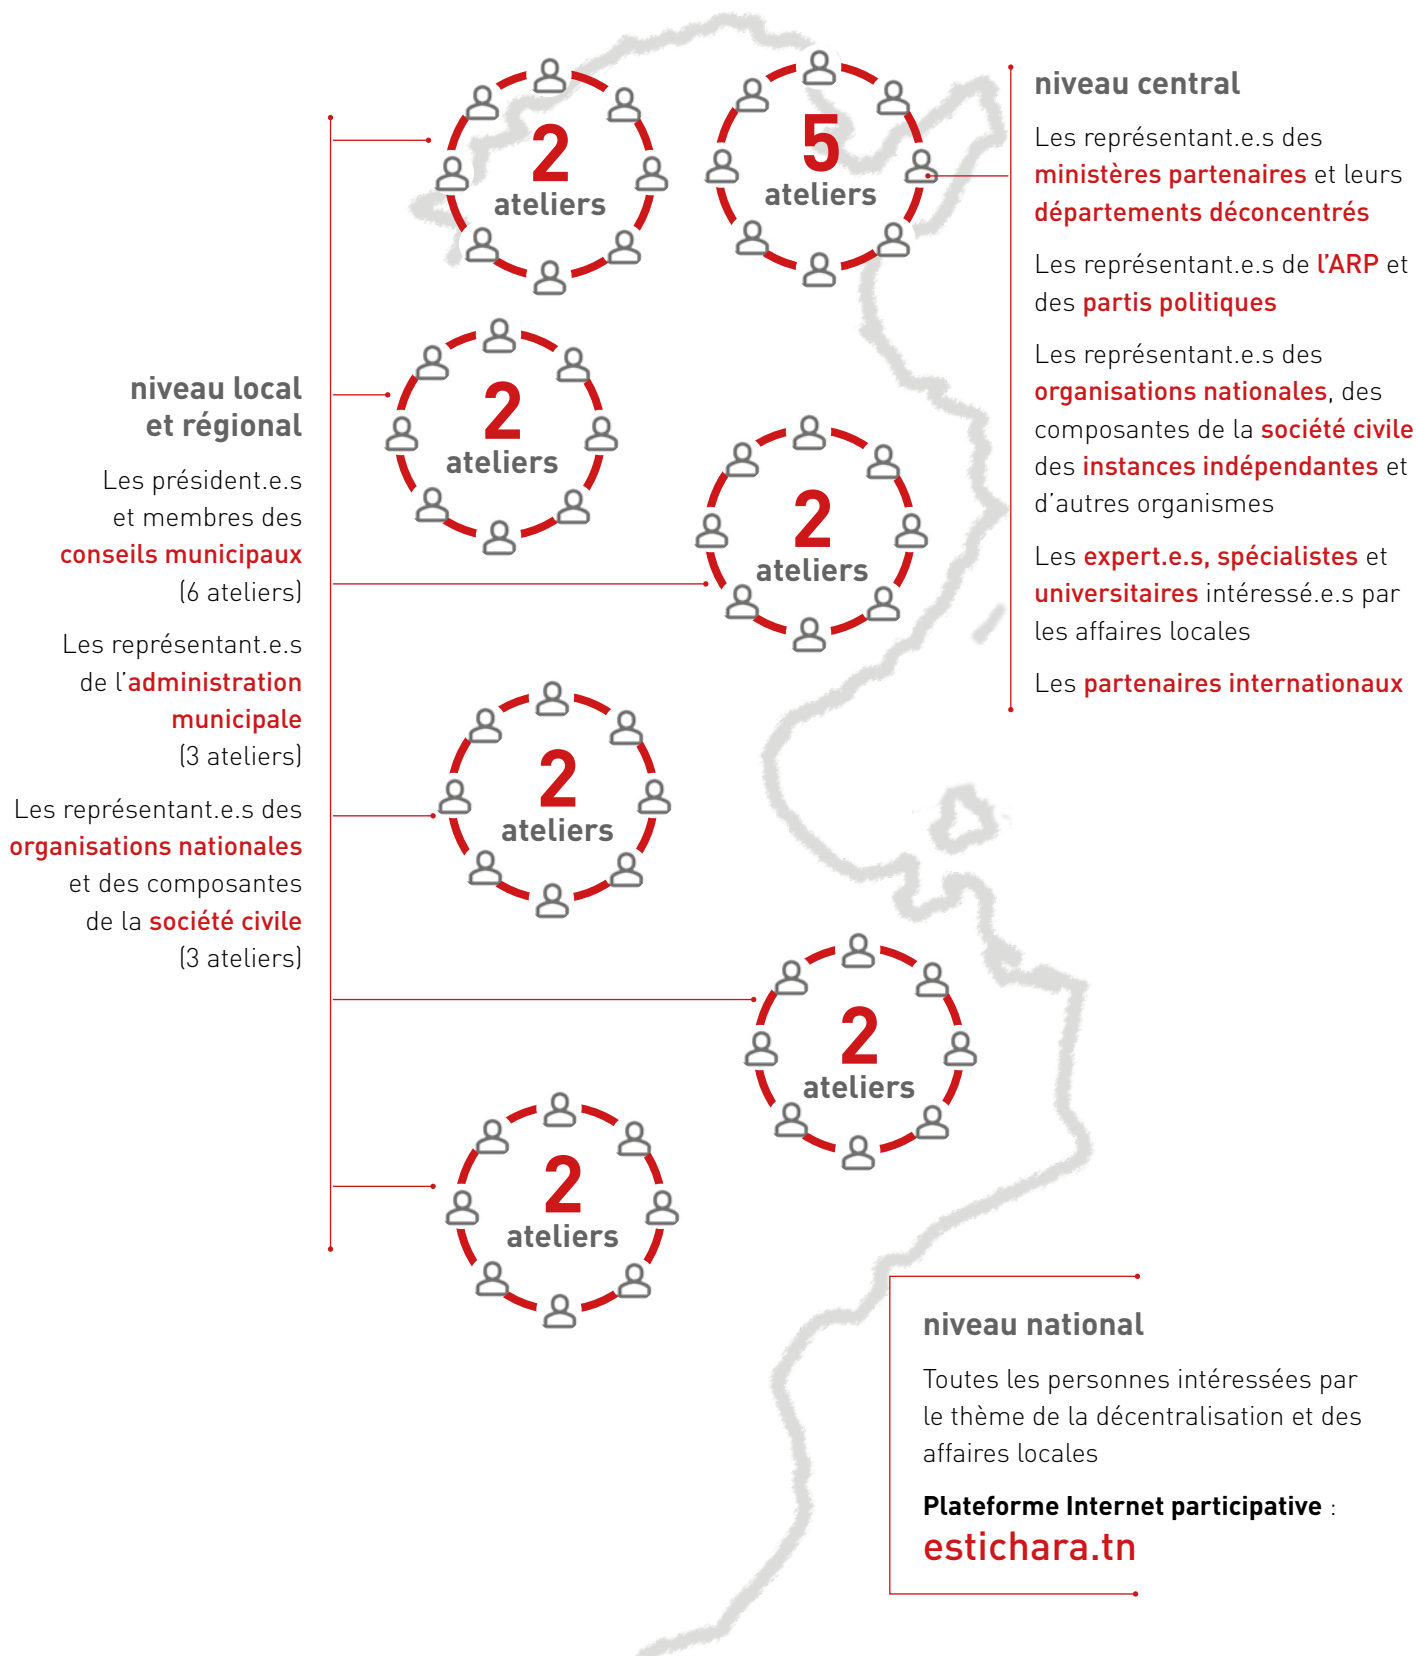 2
ateliers
5
ateliers
2
ateliers
2
ateliers
2
ateliers
2
ateliers
2
ateliers
niveau local
et régional
Les président.e.s
et membres des
conseils municipaux
(6 ateliers)
Les représentant.e.s
de l’administration
municipale
(3 ateliers)
Les représentant.e.s des
organisations nationales
et des composantes
de la société civile
(3 ateliers)
niveau central
Les représentant.e.s des
ministères partenaires et leurs
départements déconcentrés
Les représentant.e.s de l’ARP et
des partis politiques
Les représentant.e.s des
organisations nationales, des
composantes de la société civile
des instances indépendantes et
d’autres organismes
Les expert.e.s, spécialistes et
universitaires intéressé.e.s par
les affaires locales
Les partenaires internationaux
niveau national
Toutes les personnes intéressées par
le thème de la décentralisation et des
affaires locales
Plateforme Internet participative :
estichara.tn